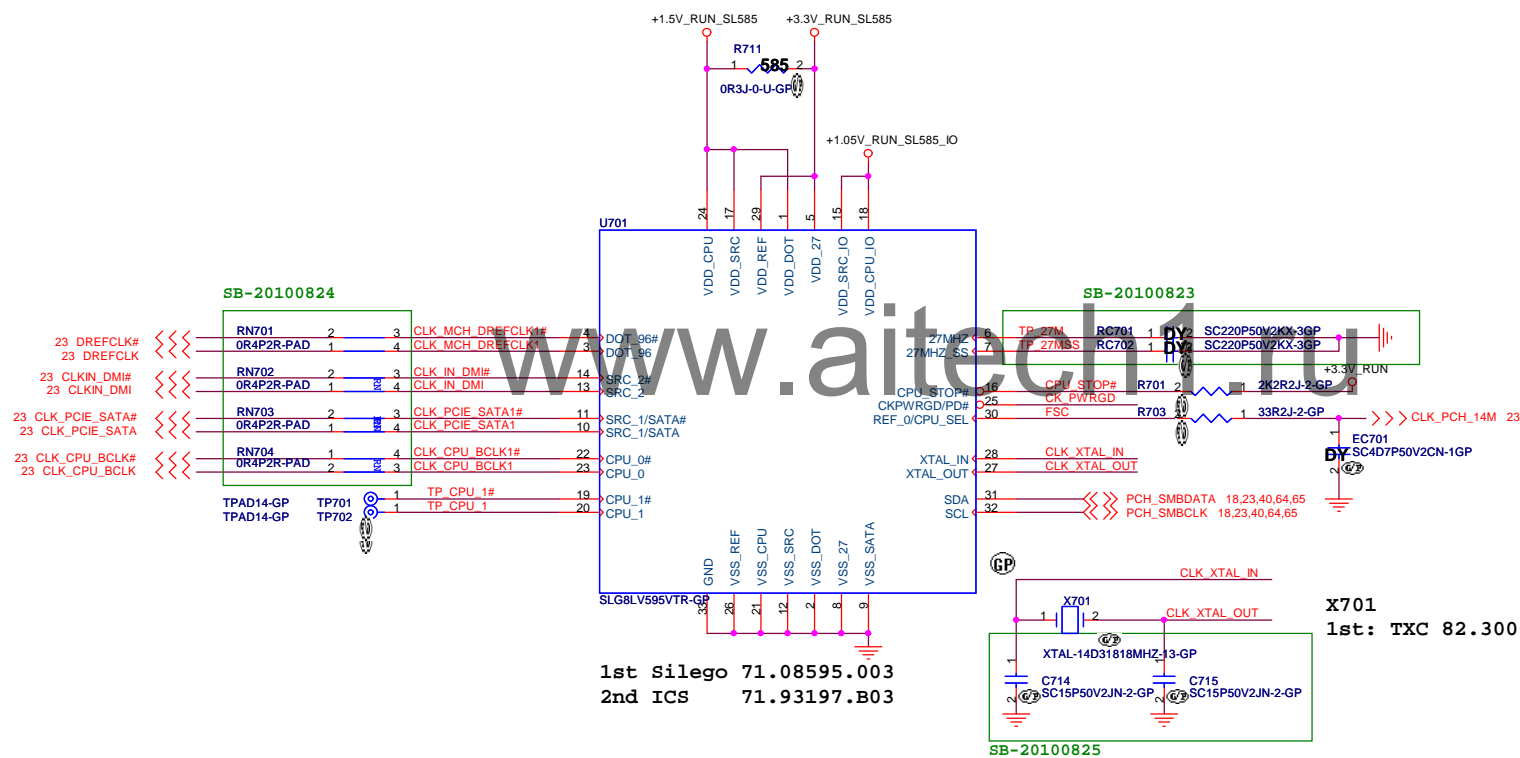 +1.5V_RUN_SL585
+3.3V_RUN_SL585
R711
1 585 2
0R3J-0-U-GP
+1.05V_RUN_SL585_IO
24 17 29 1 5 15 18
U701
VDD_CPU
VDD_SRC
VDD_REF
VDD_DOT
VDD_27
VDD_SRC_IO
VDD_CPU_IO
SB-20100824
SB-20100823
23 DREFCLK#
RN701
2 3
CLK_MCH_DREFCLK1#
4
DOT_96#
23 DREFCLK
0R4P2R-PAD
1 4
CLK_MCH_DREFCLK1
3
DOT_96
23 CLKIN_DMI#
RN702
2 3
CLK_IN_DMI#
14
SRC_2#
23 CLKIN_DMI
0R4P2R-PAD
1 4
CLK_IN_DMI
13
SRC_2
23 CLK_PCIE_SATA#
RN703
2 3
CLK_PCIE_SATA1#
11
SRC_1/SATA#
23 CLK_PCIE_SATA
0R4P2R-PAD
1 4
CLK_PCIE_SATA1
10
SRC_1/SATA
23 CLK_CPU_BCLK#
RN704
1 4
CLK_CPU_BCLK1#
22
CPU_0#
23 CLK_CPU_BCLK
0R4P2R-PAD
2 3
CLK_CPU_BCLK1
23
CPU_0
TPAD14-GP TP701
1
TP_CPU_1#
19
CPU_1#
TPAD14-GP TP702
1
TP_CPU_1
20
CPU_1
27MHZ
6
TP_27M
RC701
1 DY 2
SC220P50V2KX-3GP
27MHZ_SS
7
TP_27MSS
RC702
1 DY 2
SC220P50V2KX-3GP
+3.3V_RUN
CPU_STOP#
16
CPU_STOP#
R701
2 1
2K2R2J-2-GP
CKPWRGD/PD#
25
CK_PWRGD
REF_0/CPU_SEL
30
FSC
R703
2 1
33R2J-2-GP
CLK_PCH_14M 23
1
EC701
DY
SC4D7P50V2CN-1GP
2
XTAL_IN
28
CLK_XTAL_IN
XTAL_OUT
27
CLK_XTAL_OUT
SDA
31
PCH_SMBDATA 18,23,40,64,65
SCL
32
PCH_SMBCLK 18,23,40,64,65
www.aitech1.ru
GND
VSS_REF
VSS_CPU
VSS_SRC
VSS_DOT
VSS_27
VSS_SATA
33 26 21 12 2 8 9
SLG8LV595VTR-GP
1st Silego 71.08595.003
2nd ICS 71.93197.B03
GP
CLK_XTAL_IN
X701
1 2
CLK_XTAL_OUT
XTAL-14D31818MHZ-13-GP
1
C714
SC15P50V2JN-2-GP
2
1
C715
SC15P50V2JN-2-GP
2
SB-20100825
X701
1st: TXC 82.300